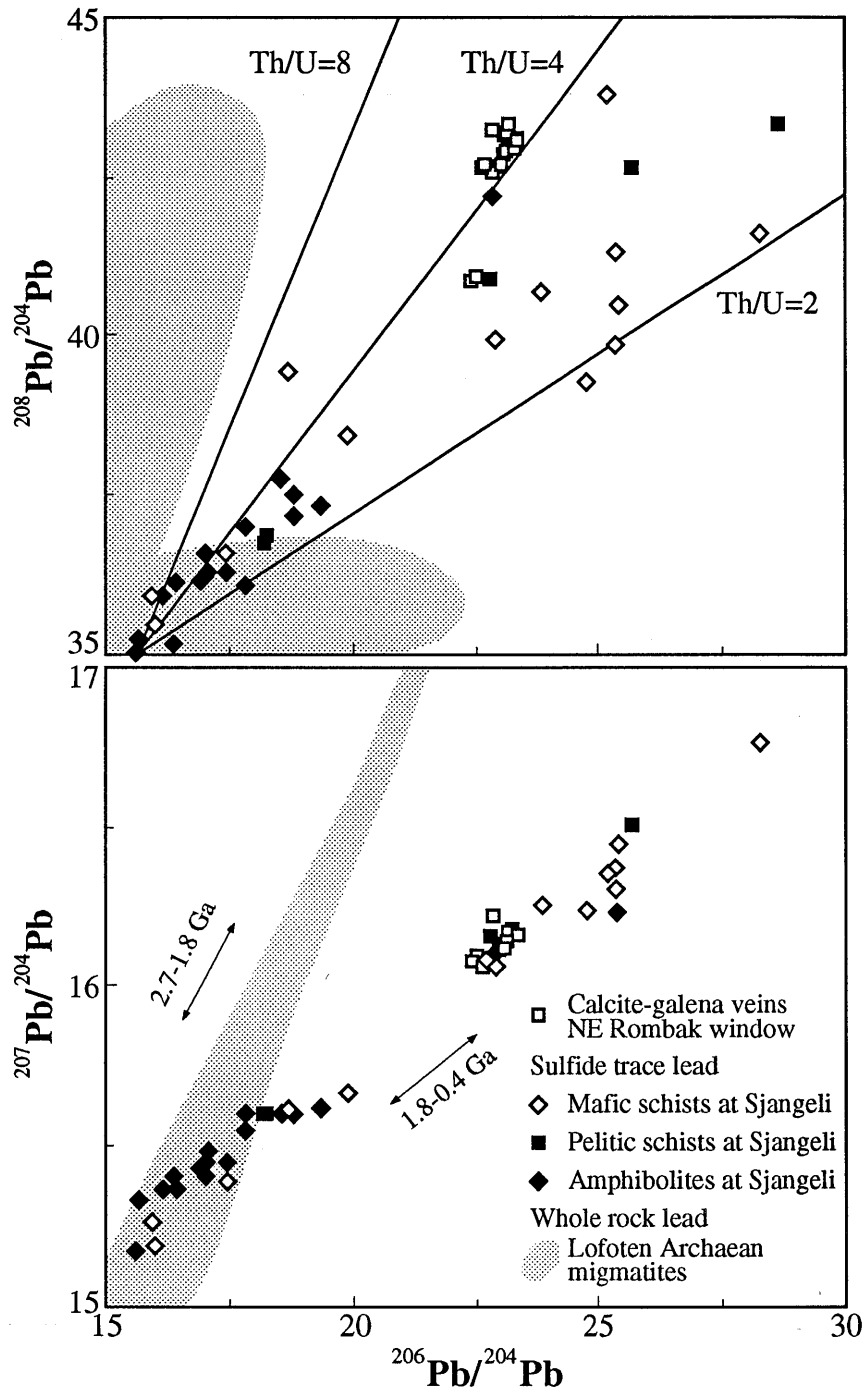 45
Th/U=8
Th/U=4
40
Th/U=2
35
208Pb/204Pb
17
2.7-1.8 Ga
16
1.8-0.4 Ga
207Pb/204Pb
Calcite-galena veins
NE Rombak window
Sulfide trace lead
Mafic schists at Sjangeli
Pelitic schists at Sjangeli
Amphibolites at Sjangeli
Whole rock lead
Lofoten Archaean
migmatites
15
15
20
25
30
206Pb/204Pb